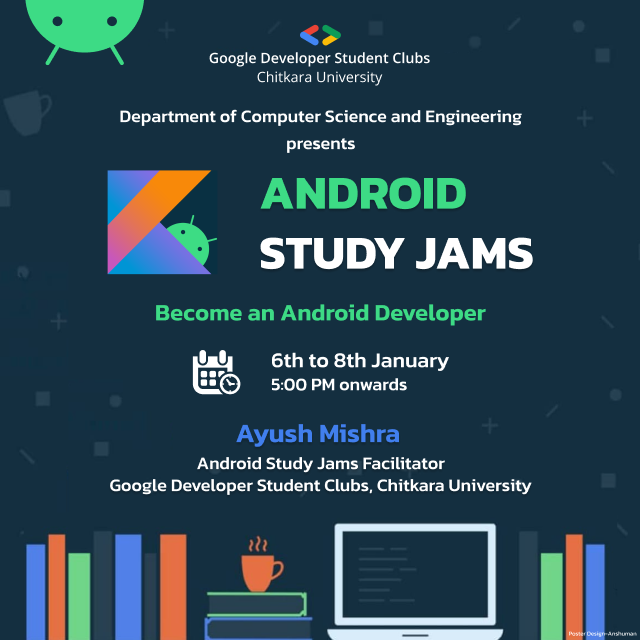 Google Developer Student Clubs
Chitkara University
Department of Computer Science and Engineering
presents
ANDROID
STUDY JAMS
Become an Android Developer
6th to 8th January
5:00 PM onwards
Ayush Mishra
Android Study Jams Facilitator
Google Developer Student Clubs, Chitkara University
Poster Design-Anshuman